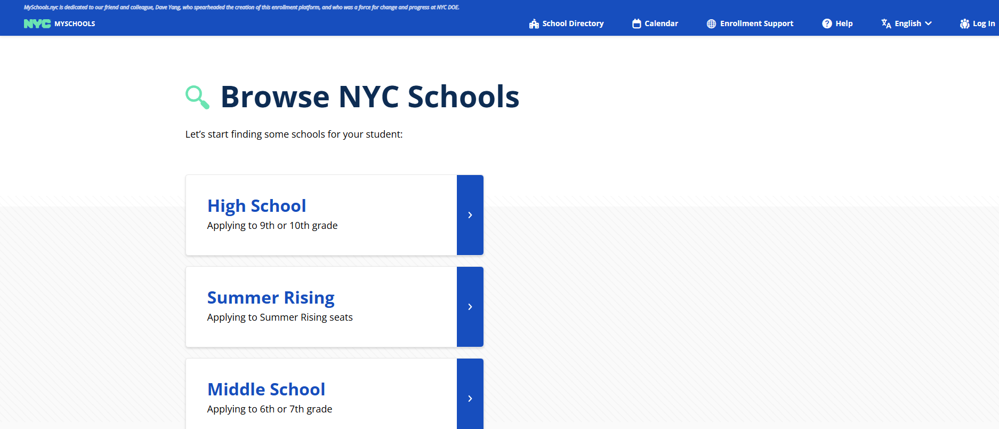 MySchools.nyc is dedicated to our friend and colleague, Dave Yang, who spearheaded the creation of this enrollment platform, and who was a force for change and progress at NYC DOE.
NYC MYSCHOOLS
School Directory
Calendar
Enrollment Support
Help
English
Log In
Browse NYC Schools
Let’s start finding some schools for your student:
High School
Applying to 9th or 10th grade
Summer Rising
Applying to Summer Rising seats
Middle School
Applying to 6th or 7th grade